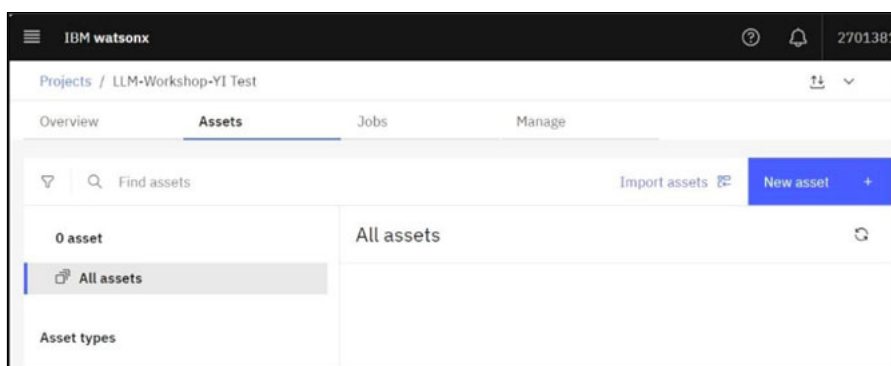 IBM watsonx
2701381
Projects / LLM-Workshop-YI Test
Overview Assets Jobs Manage
Find assets Import assets New asset +
0 asset
All assets
All assets
Asset types